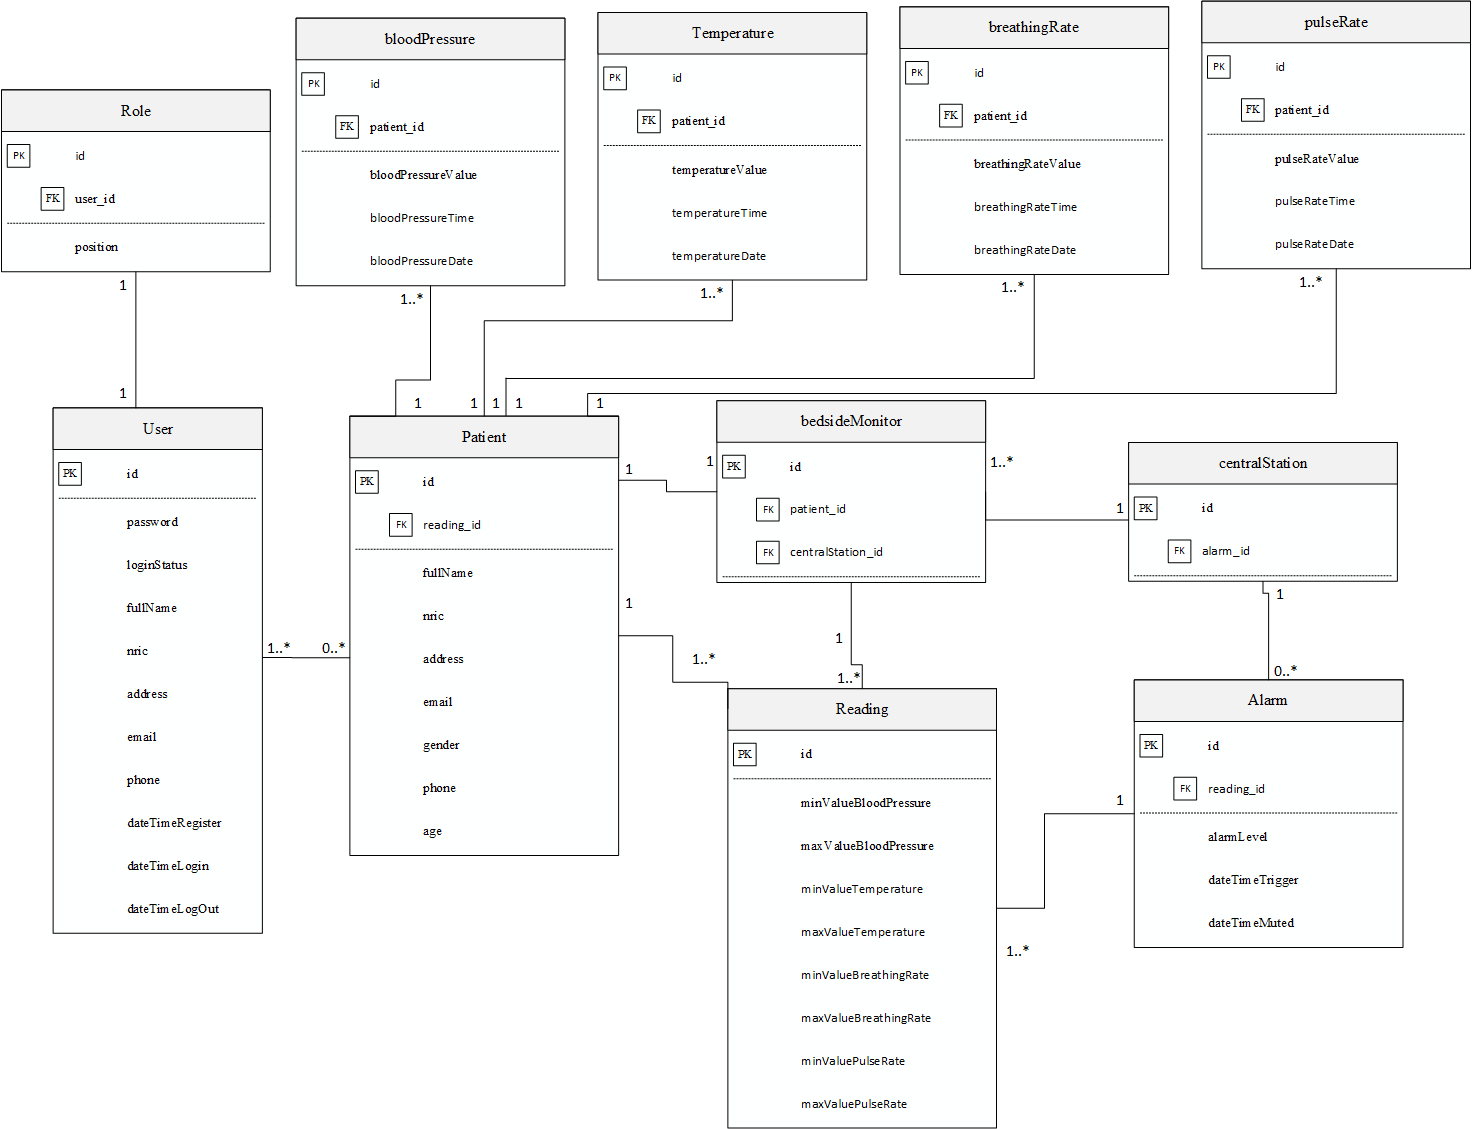 bloodPressure
PK id
FK patient_id
bloodPressureValue
bloodPressureTime
bloodPressureDate
1..*
Temperature
PK id
FK patient_id
temperatureValue
temperatureTime
temperatureDate
1..*
breathingRate
PK id
FK patient_id
breathingRateValue
breathingRateTime
breathingRateDate
1..*
pulseRate
PK id
FK patient_id
pulseRateValue
pulseRateTime
pulseRateDate
1..*
Role
PK id
FK user_id
position
1
1
1
1
1
1
1
User
PK id
password
loginStatus
fullName
nric
address
email
phone
dateTimeRegister
dateTimeLogin
dateTimeLogOut
1..*
0..*
Patient
PK id
FK reading_id
fullName
nric
address
email
gender
phone
age
1
1
1
1..*
bedsideMonitor
PK id
FK patient_id
FK centralStation_id
1..*
1
1
1..*
centralStation
PK id
FK alarm_id
1
0..*
Reading
PK id
minValueBloodPressure
maxValueBloodPressure
minValueTemperature
maxValueTemperature
minValueBreathingRate
maxValueBreathingRate
minValuePulseRate
maxValuePulseRate
1
1..*
Alarm
PK id
FK reading_id
alarmLevel
dateTimeTrigger
dateTimeMuted